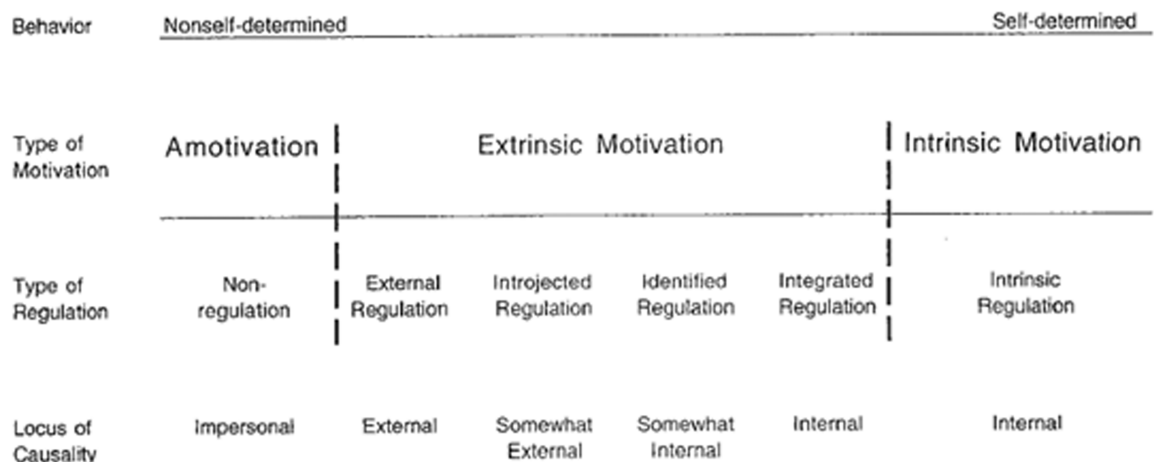 Behavior Nonself-determined Self-determined
Type of
Motivation
Amotivation Extrinsic Motivation Intrinsic Motivation
Type of
Regulation
Non-
regulation
External
Regulation
Introjected
Regulation
Identified
Regulation
Integrated
Regulation
Intrinsic
Regulation
Locus of
Causality
Impersonal
External
Somewhat
External
Somewhat
Internal
Internal
Internal